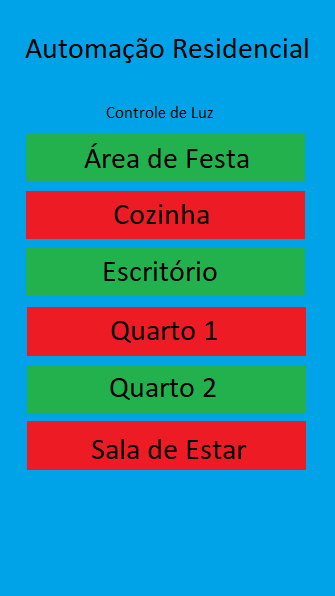 Automação Residencial
Controle de Luz
Área de Festa
Cozinha
Escritório
Quarto 1
Quarto 2
Sala de Estar